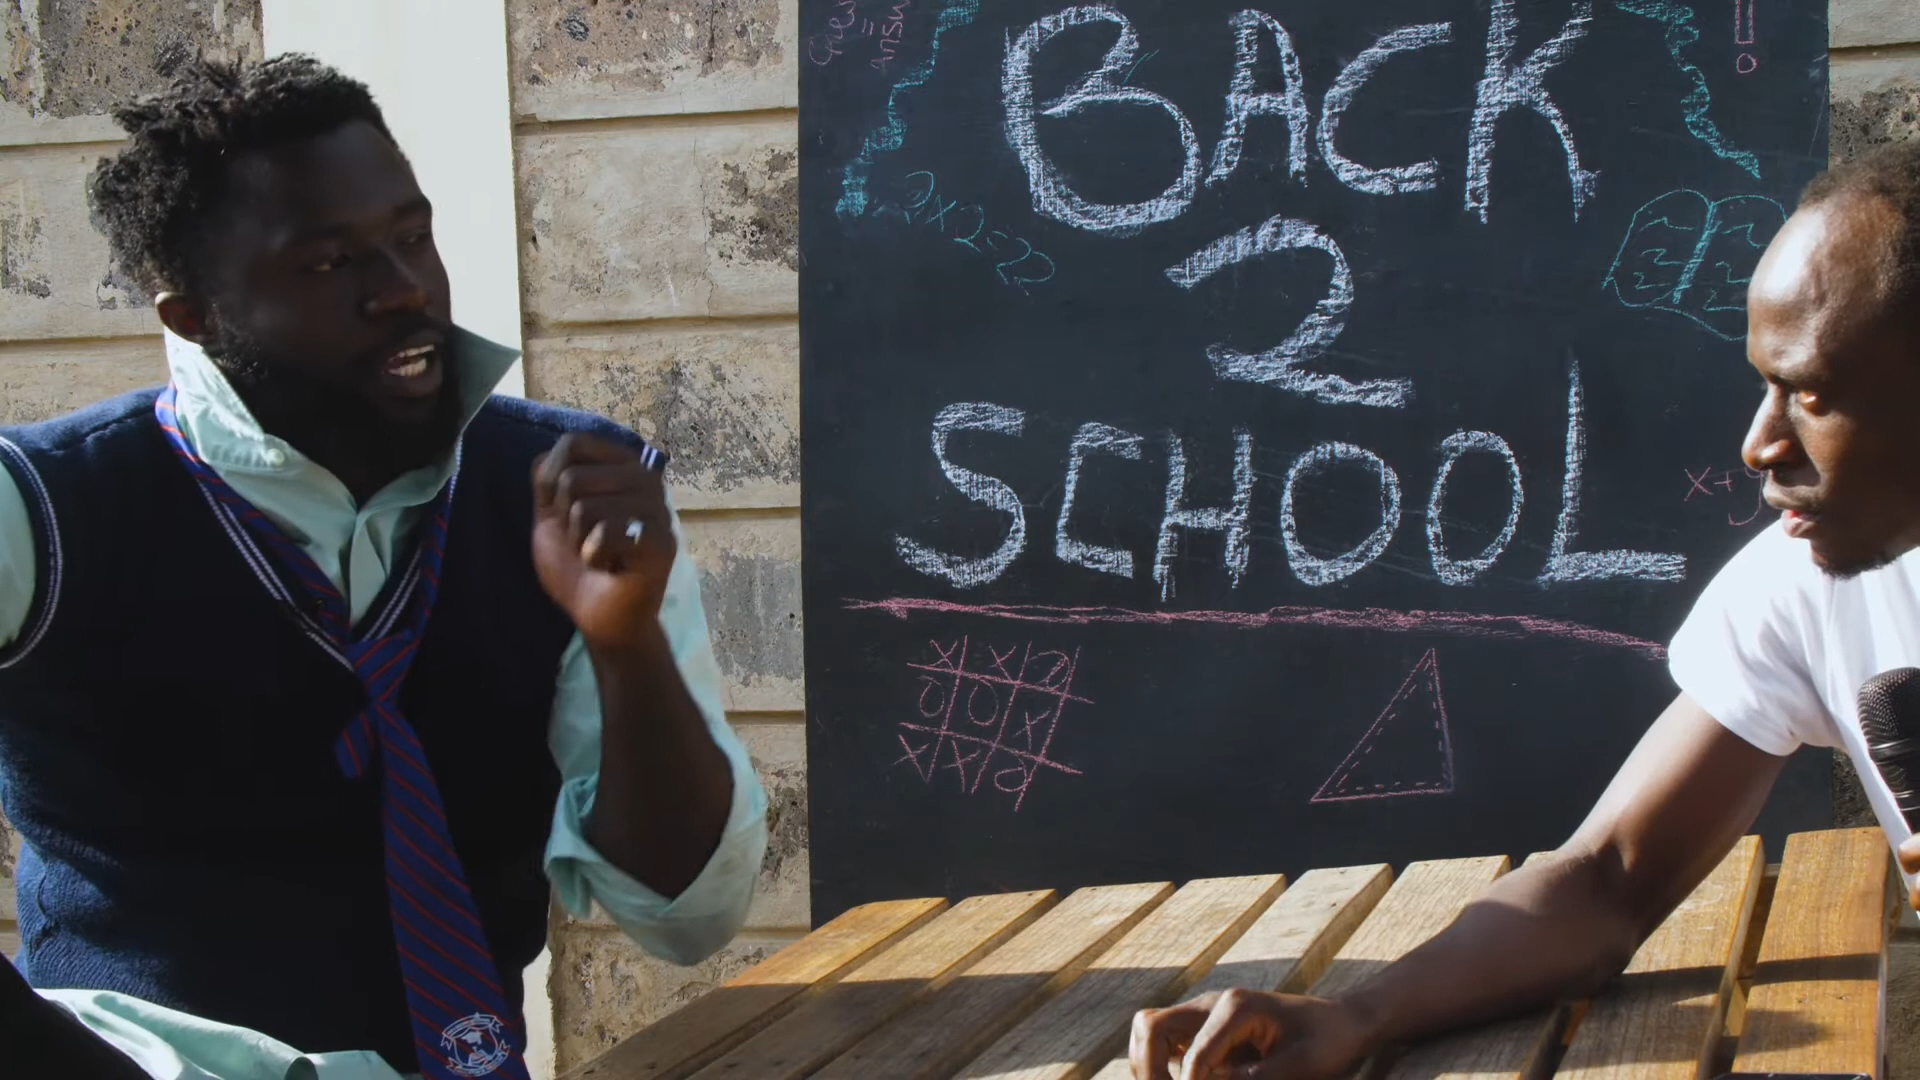 BACK
2
SCHOOL
x+y
X X O
O O X
X X O